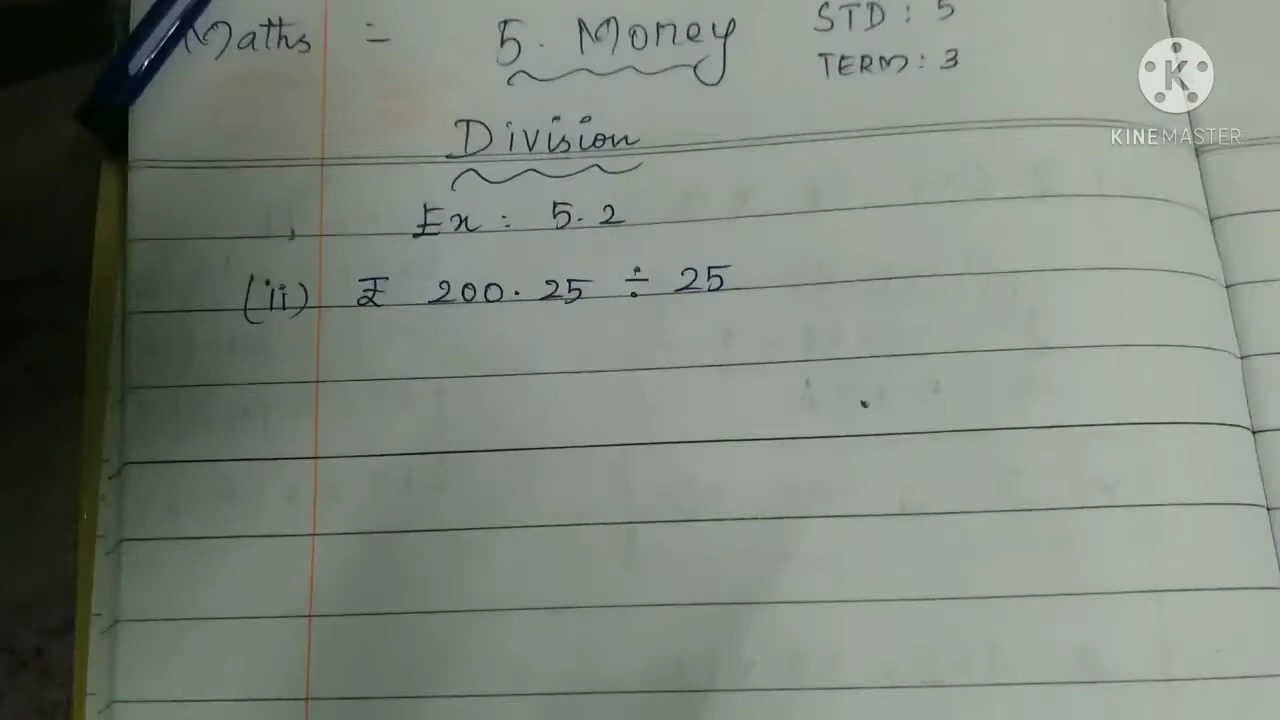 Maths = 5. Money STD : 5
TERM : 3
Division
Ex : 5.2
(ii) ₹ 200.25 ÷ 25
K
KINEMASTER